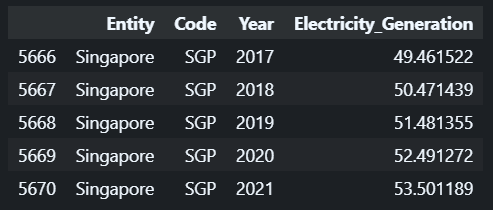 Entity Code Year Electricity_Generation
5666 Singapore SGP 2017 49.461522
5667 Singapore SGP 2018 50.471439
5668 Singapore SGP 2019 51.481355
5669 Singapore SGP 2020 52.491272
5670 Singapore SGP 2021 53.501189